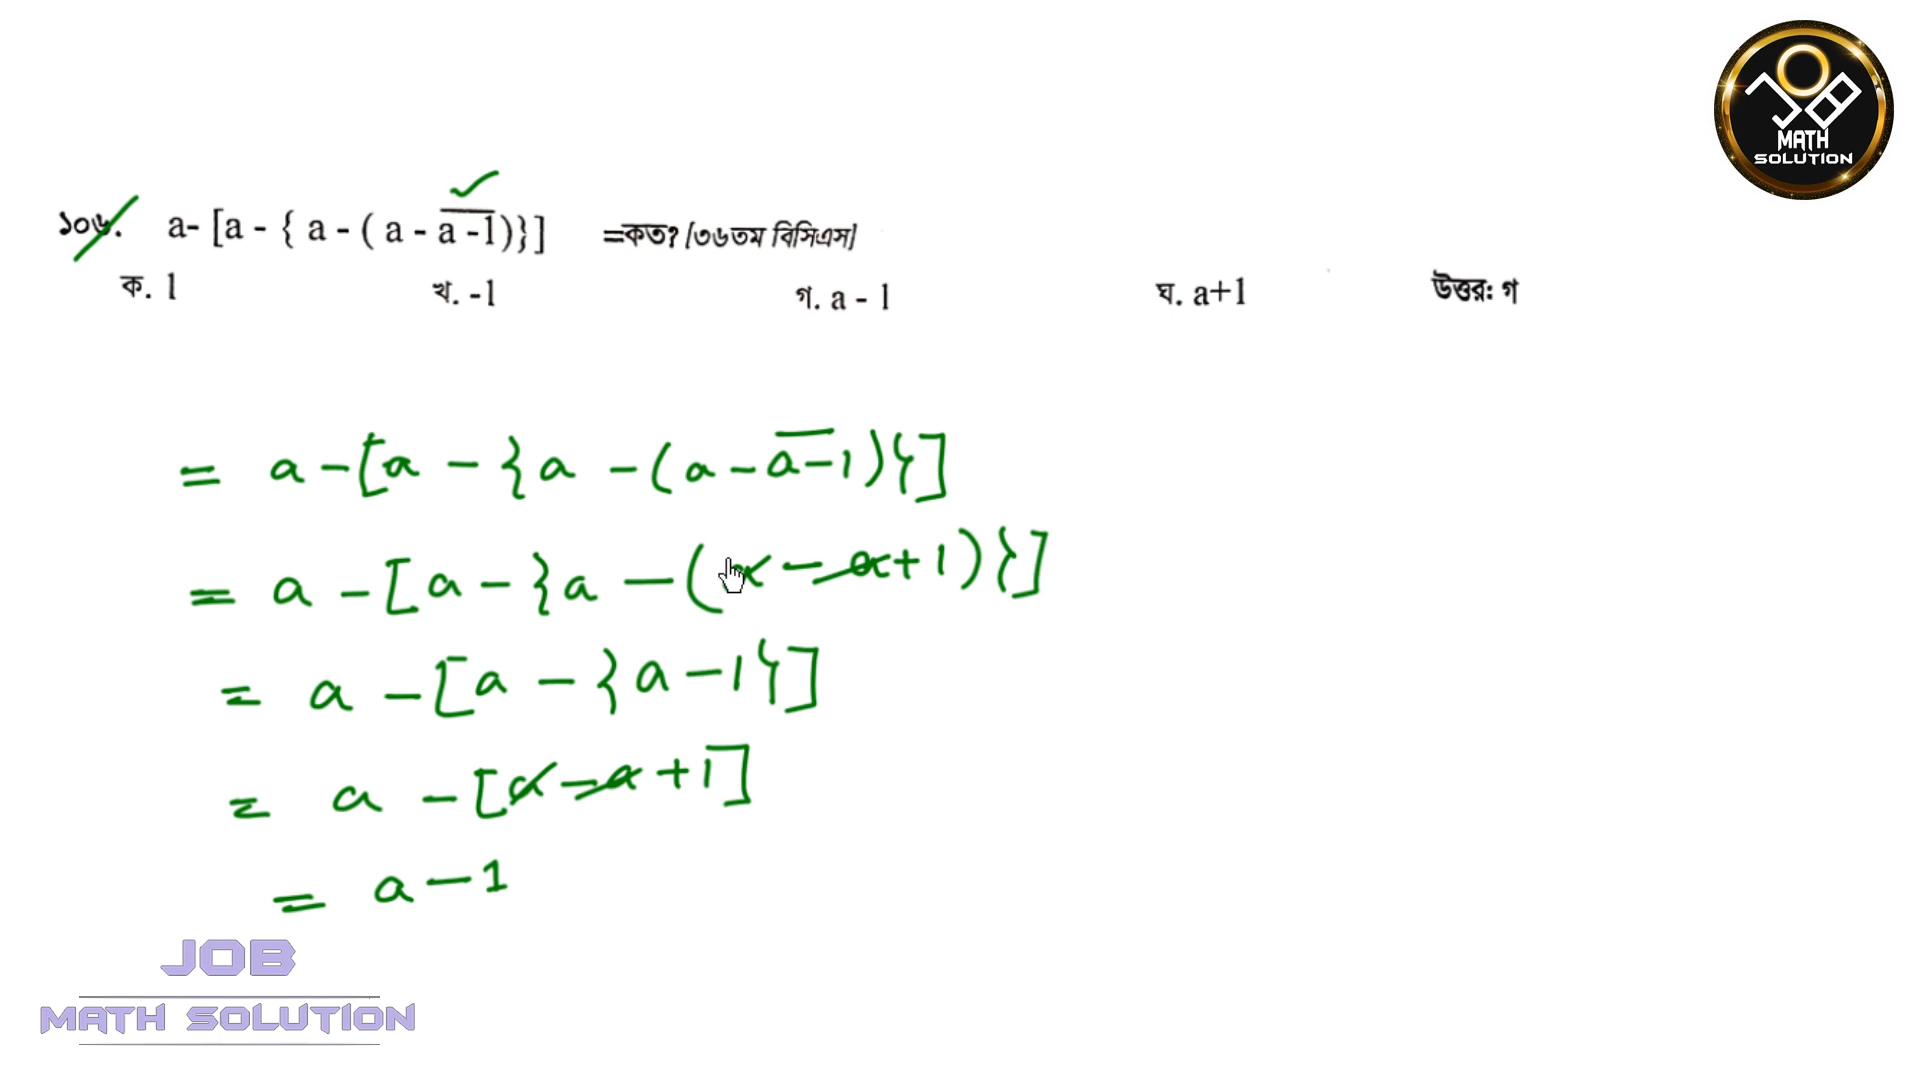 JOB
MATH
SOLUTION
১০৬. a- [a - { a - ( a - a̅ ̅-̅1̅)}] =কত? [৩৬তম বিসিএস]
ক. 1 খ. -1 গ. a - 1 ঘ. a+1 উত্তর: গ
= a - [a - {a - (a - a̅ ̅-̅ 1)}]
= a - [a - {a - (a - a + 1)}]
= a - [a - {a - 1}]
= a - [a - a + 1]
= a - 1
JOB
MATH SOLUTION